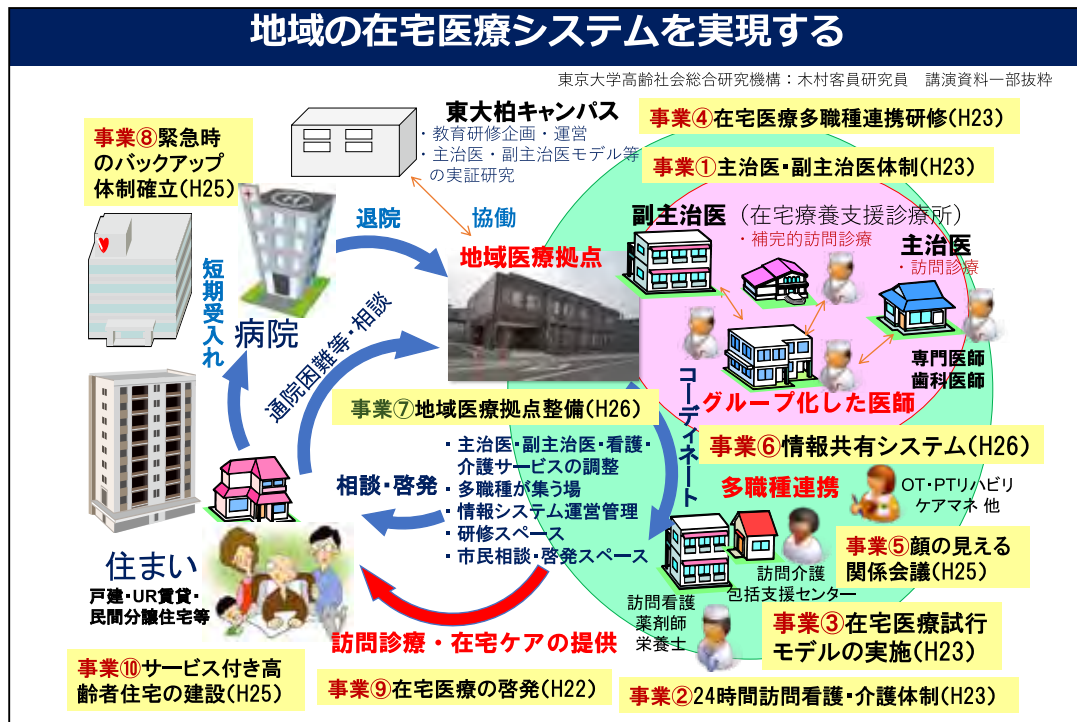 地域の在宅医療システムを実現する
東京大学高齢社会総合研究機構：木村客員研究員　講演資料一部抜粋
東大柏キャンパス
・教育研修企画・運営
・主治医・副主治医モデル等
の実証研究
事業④在宅医療多職種連携研修(H23)
事業⑧緊急時
のバックアップ
体制確立(H25)
事業①主治医・副主治医体制(H23)
退院
協働
副主治医（在宅療養支援診療所）
・補完的訪問診療
主治医
・訪問診療
地域医療拠点
短期受入れ
病院
通院困難等・相談
専門医師
歯科医師
グループ化した医師
コーディネート
事業⑦地域医療拠点整備(H26)
・主治医・副主治医・看護・
介護サービスの調整
・多職種が集う場
・情報システム運営管理
・研修スペース
・市民相談・啓発スペース
事業⑥情報共有システム(H26)
相談・啓発
多職種連携
OT・PTリハビリ
ケアマネ 他
事業⑤顔の見える
関係会議(H25)
住まい
戸建・UR賃貸・
民間分譲住宅等
訪問介護
包括支援センター
訪問看護
薬剤師
栄養士
訪問診療・在宅ケアの提供
事業③在宅医療試行
モデルの実施(H23)
事業⑩サービス付き高
齢者住宅の建設(H25)
事業⑨在宅医療の啓発(H22)
事業②24時間訪問看護・介護体制(H23)